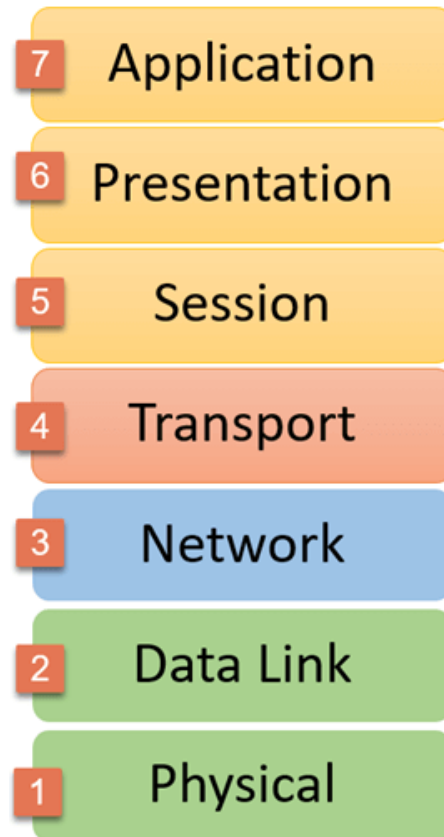 7 Application
6 Presentation
5 Session
4 Transport
3 Network
2 Data Link
1 Physical